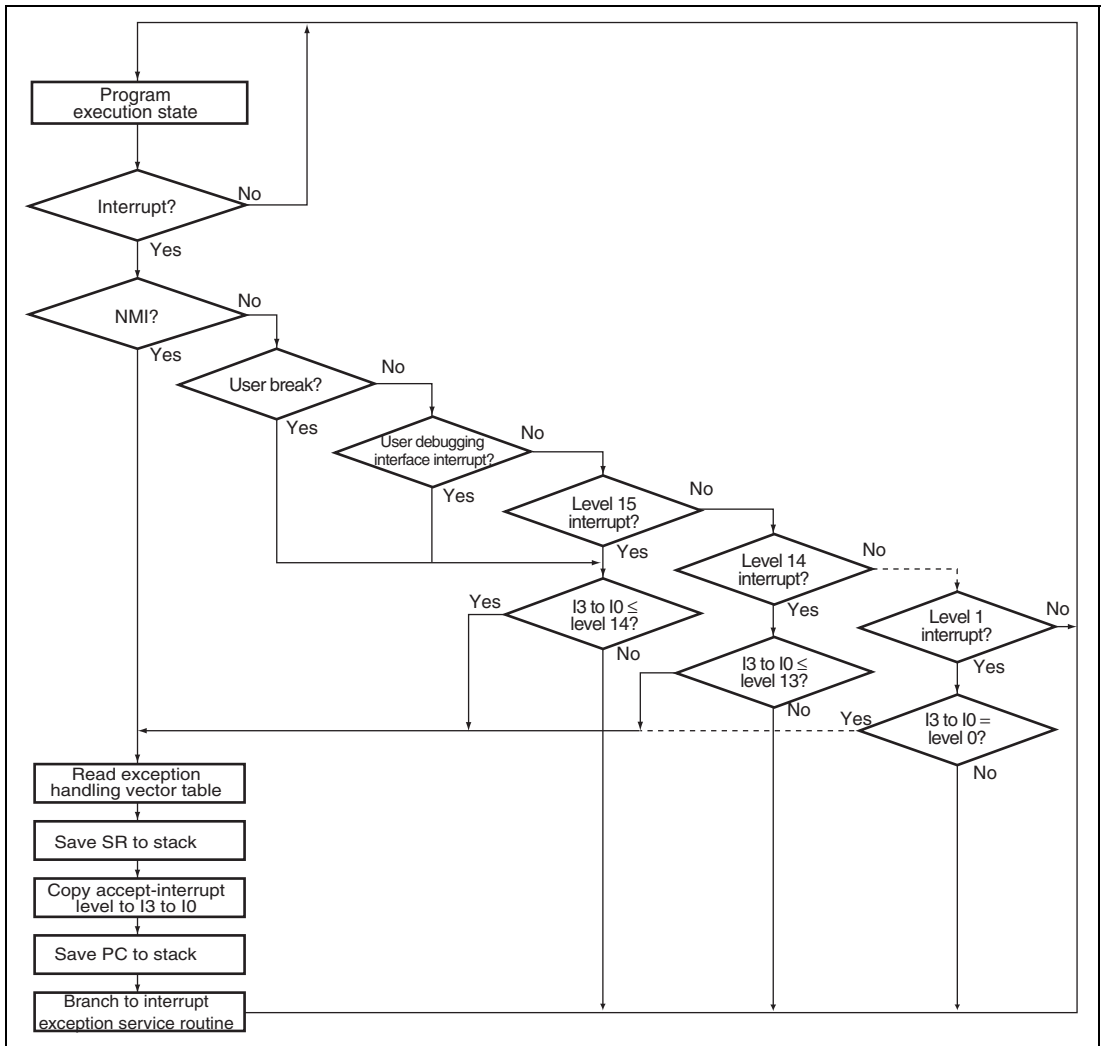 Program
execution state
Interrupt?
No
Yes
NMI?
No
Yes
User break?
No
Yes
User debugging
interface interrupt?
No
Yes
Level 15
interrupt?
No
Yes
Level 14
interrupt?
No
Yes
Level 1
interrupt?
No
Yes
I3 to I0 ≤
level 14?
Yes
No
I3 to I0 ≤
level 13?
No
I3 to I0 =
level 0?
Yes
No
Read exception
handling vector table
Save SR to stack
Copy accept-interrupt
level to I3 to I0
Save PC to stack
Branch to interrupt
exception service routine